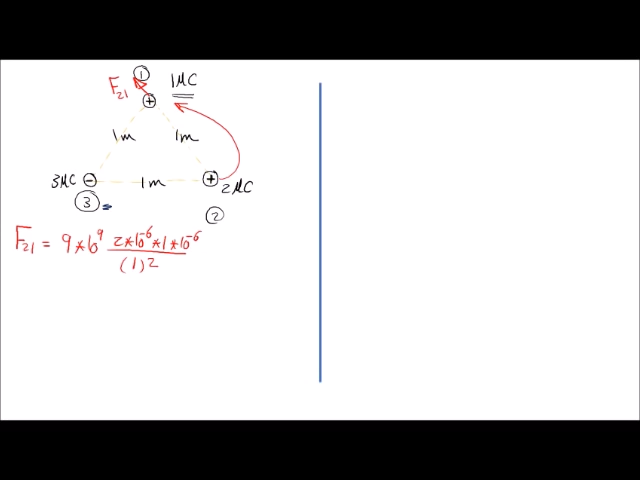 ①
1μC
F21
+
1m 1m
3μC - 1m + 2μC
③ =
②
F21 = 9*10^9 2*10^-6*1*10^-6
(1)2